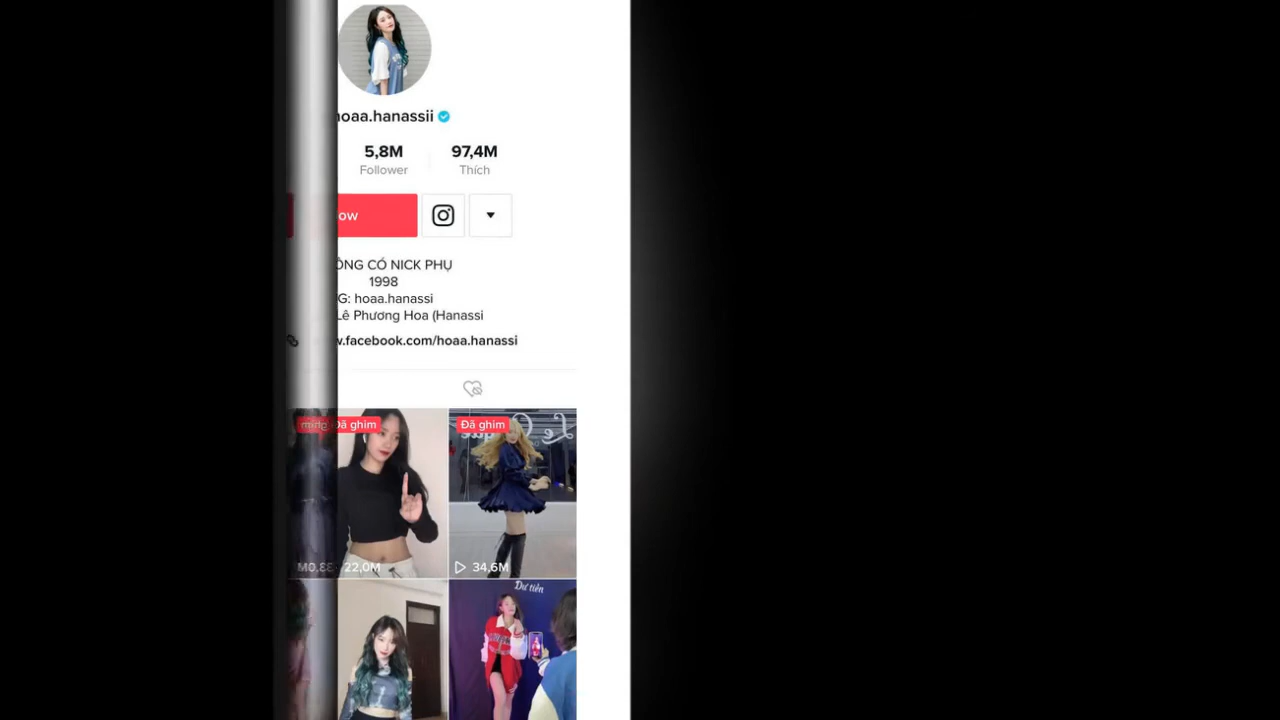 hoaa.hanassii
5,8M 97,4M
Follower Thích
ow
ÔNG CÓ NICK PHỤ
1998
G: hoaa.hanassi
Lê Phương Hoa (Hanassi
w.facebook.com/hoaa.hanassi
Đã ghim Đã ghim
22,0M 34,6M
Dư tiền